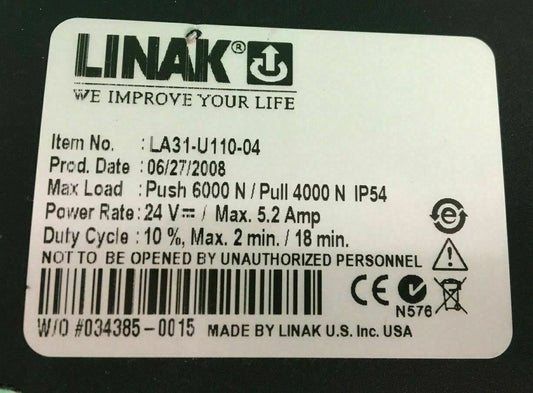 LINAK®
WE IMPROVE YOUR LIFE
Item No. : LA31-U110-04
Prod. Date : 06/27/2008
Max Load : Push 6000 N / Pull 4000 N IP54
Power Rate : 24 V⎓ / Max. 5.2 Amp
Duty Cycle : 10 %, Max. 2 min. / 18 min.
NOT TO BE OPENED BY UNAUTHORIZED PERSONNEL
CE
N576
W/O #034385-0015 MADE BY LINAK U.S. Inc. USA